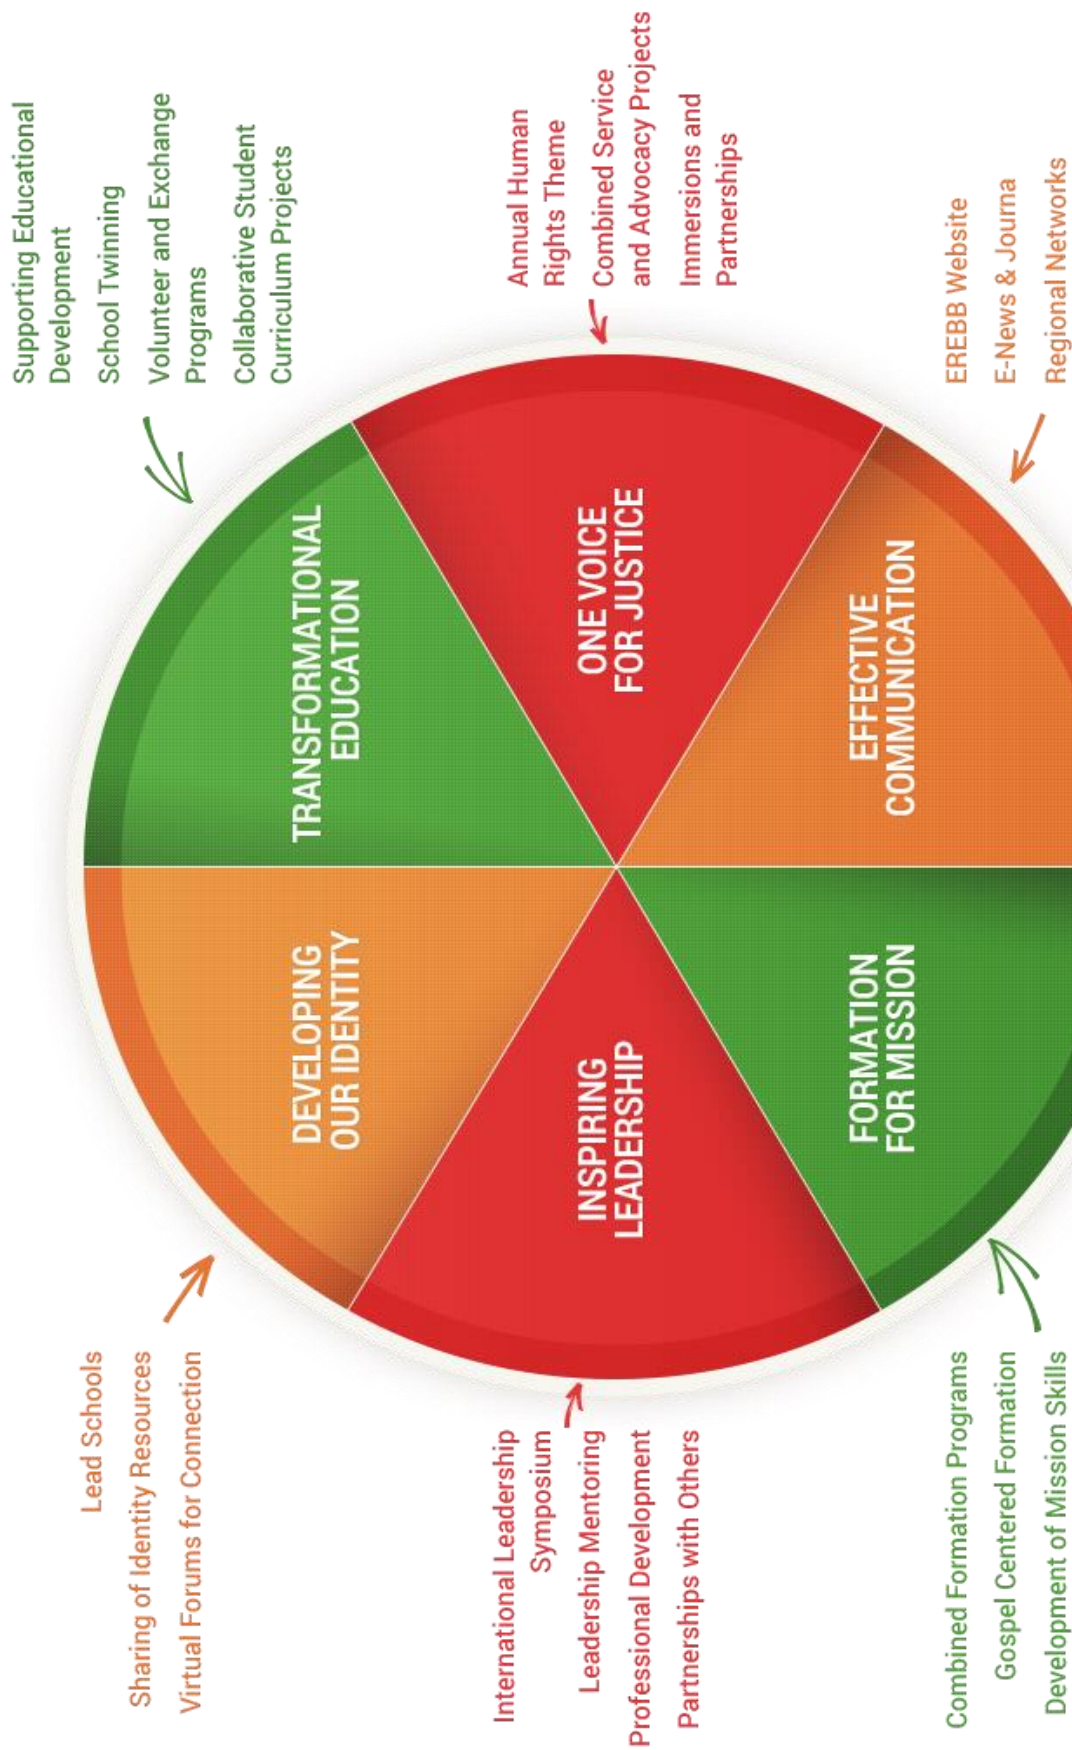 Lead Schools
Sharing of Identity Resources
Virtual Forums for Connection
Supporting Educational
Development
School Twinning
Volunteer and Exchange
Programs
Collaborative Student
Curriculum Projects
DEVELOPING
OUR IDENTITY
TRANSFORMATIONAL
EDUCATION
International Leadership
Symposium
Leadership Mentoring
Professional Development
Partnerships with Others
INSPIRING
LEADERSHIP
ONE VOICE
FOR JUSTICE
Annual Human
Rights Theme
Combined Service
and Advocacy Projects
Immersions and
Partnerships
FORMATION
FOR MISSION
EFFECTIVE
COMMUNICATION
Combined Formation Programs
Gospel Centered Formation
Development of Mission Skills
EREBB Website
E-News & Journa
Regional Networks